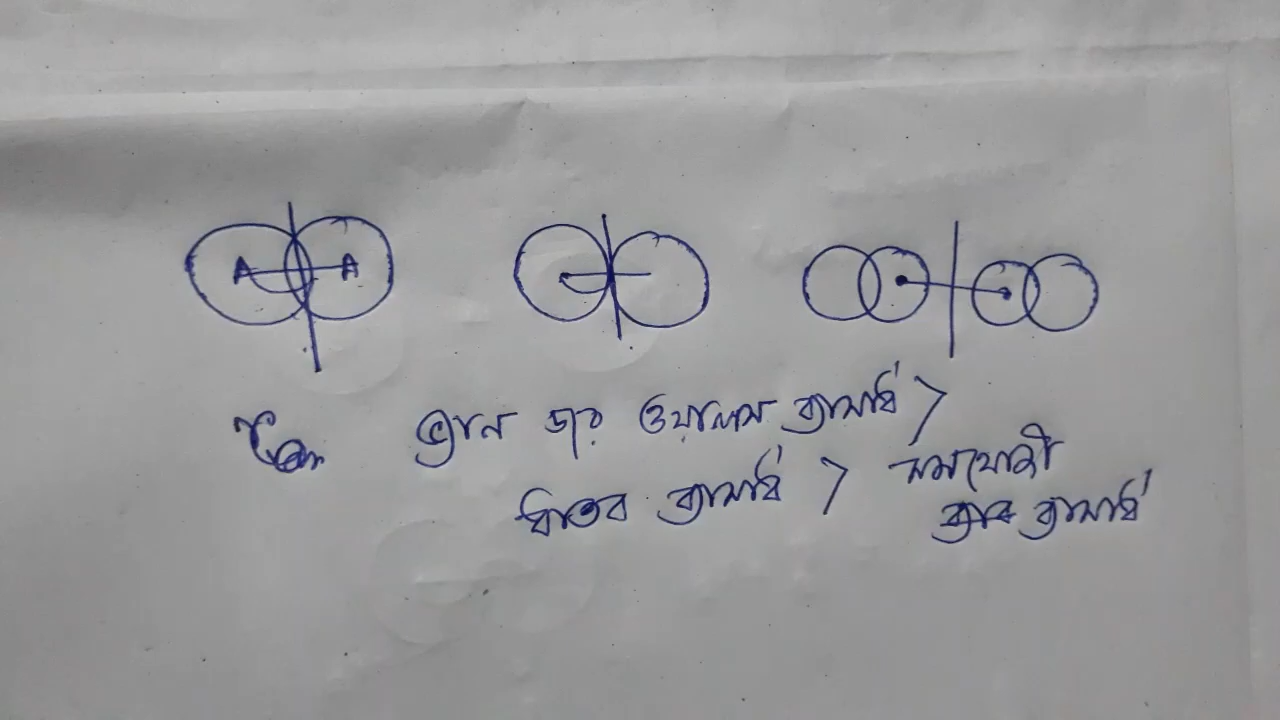 A A
ভান ডার ওয়ালস ব্যাসার্ধ >
ধাতব ব্যাসার্ধ > সমযোজী
ব্যাসার্ধ